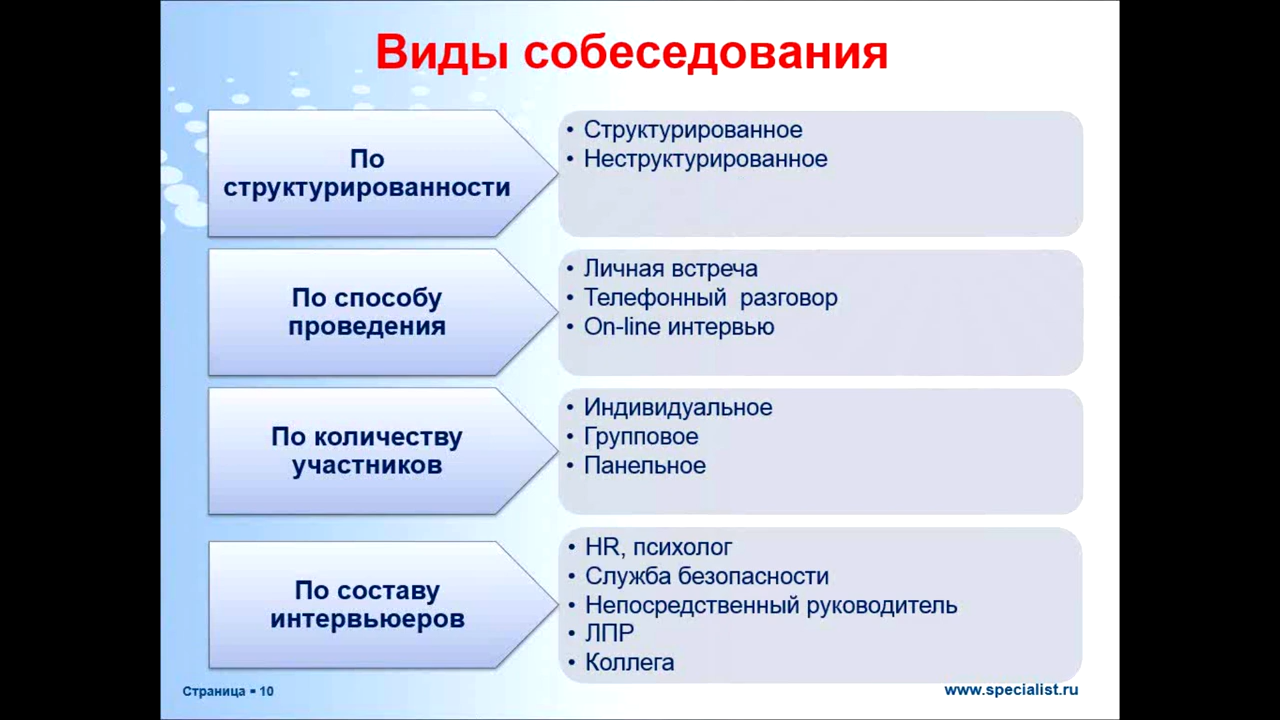 Виды собеседования
По
структурированности
• Структурированное
• Неструктурированное
По способу
проведения
• Личная встреча
• Телефонный разговор
• On-line интервью
По количеству
участников
• Индивидуальное
• Групповое
• Панельное
По составу
интервьюеров
• HR, психолог
• Служба безопасности
• Непосредственный руководитель
• ЛПР
• Коллега
Страница ▪ 10
www.specialist.ru